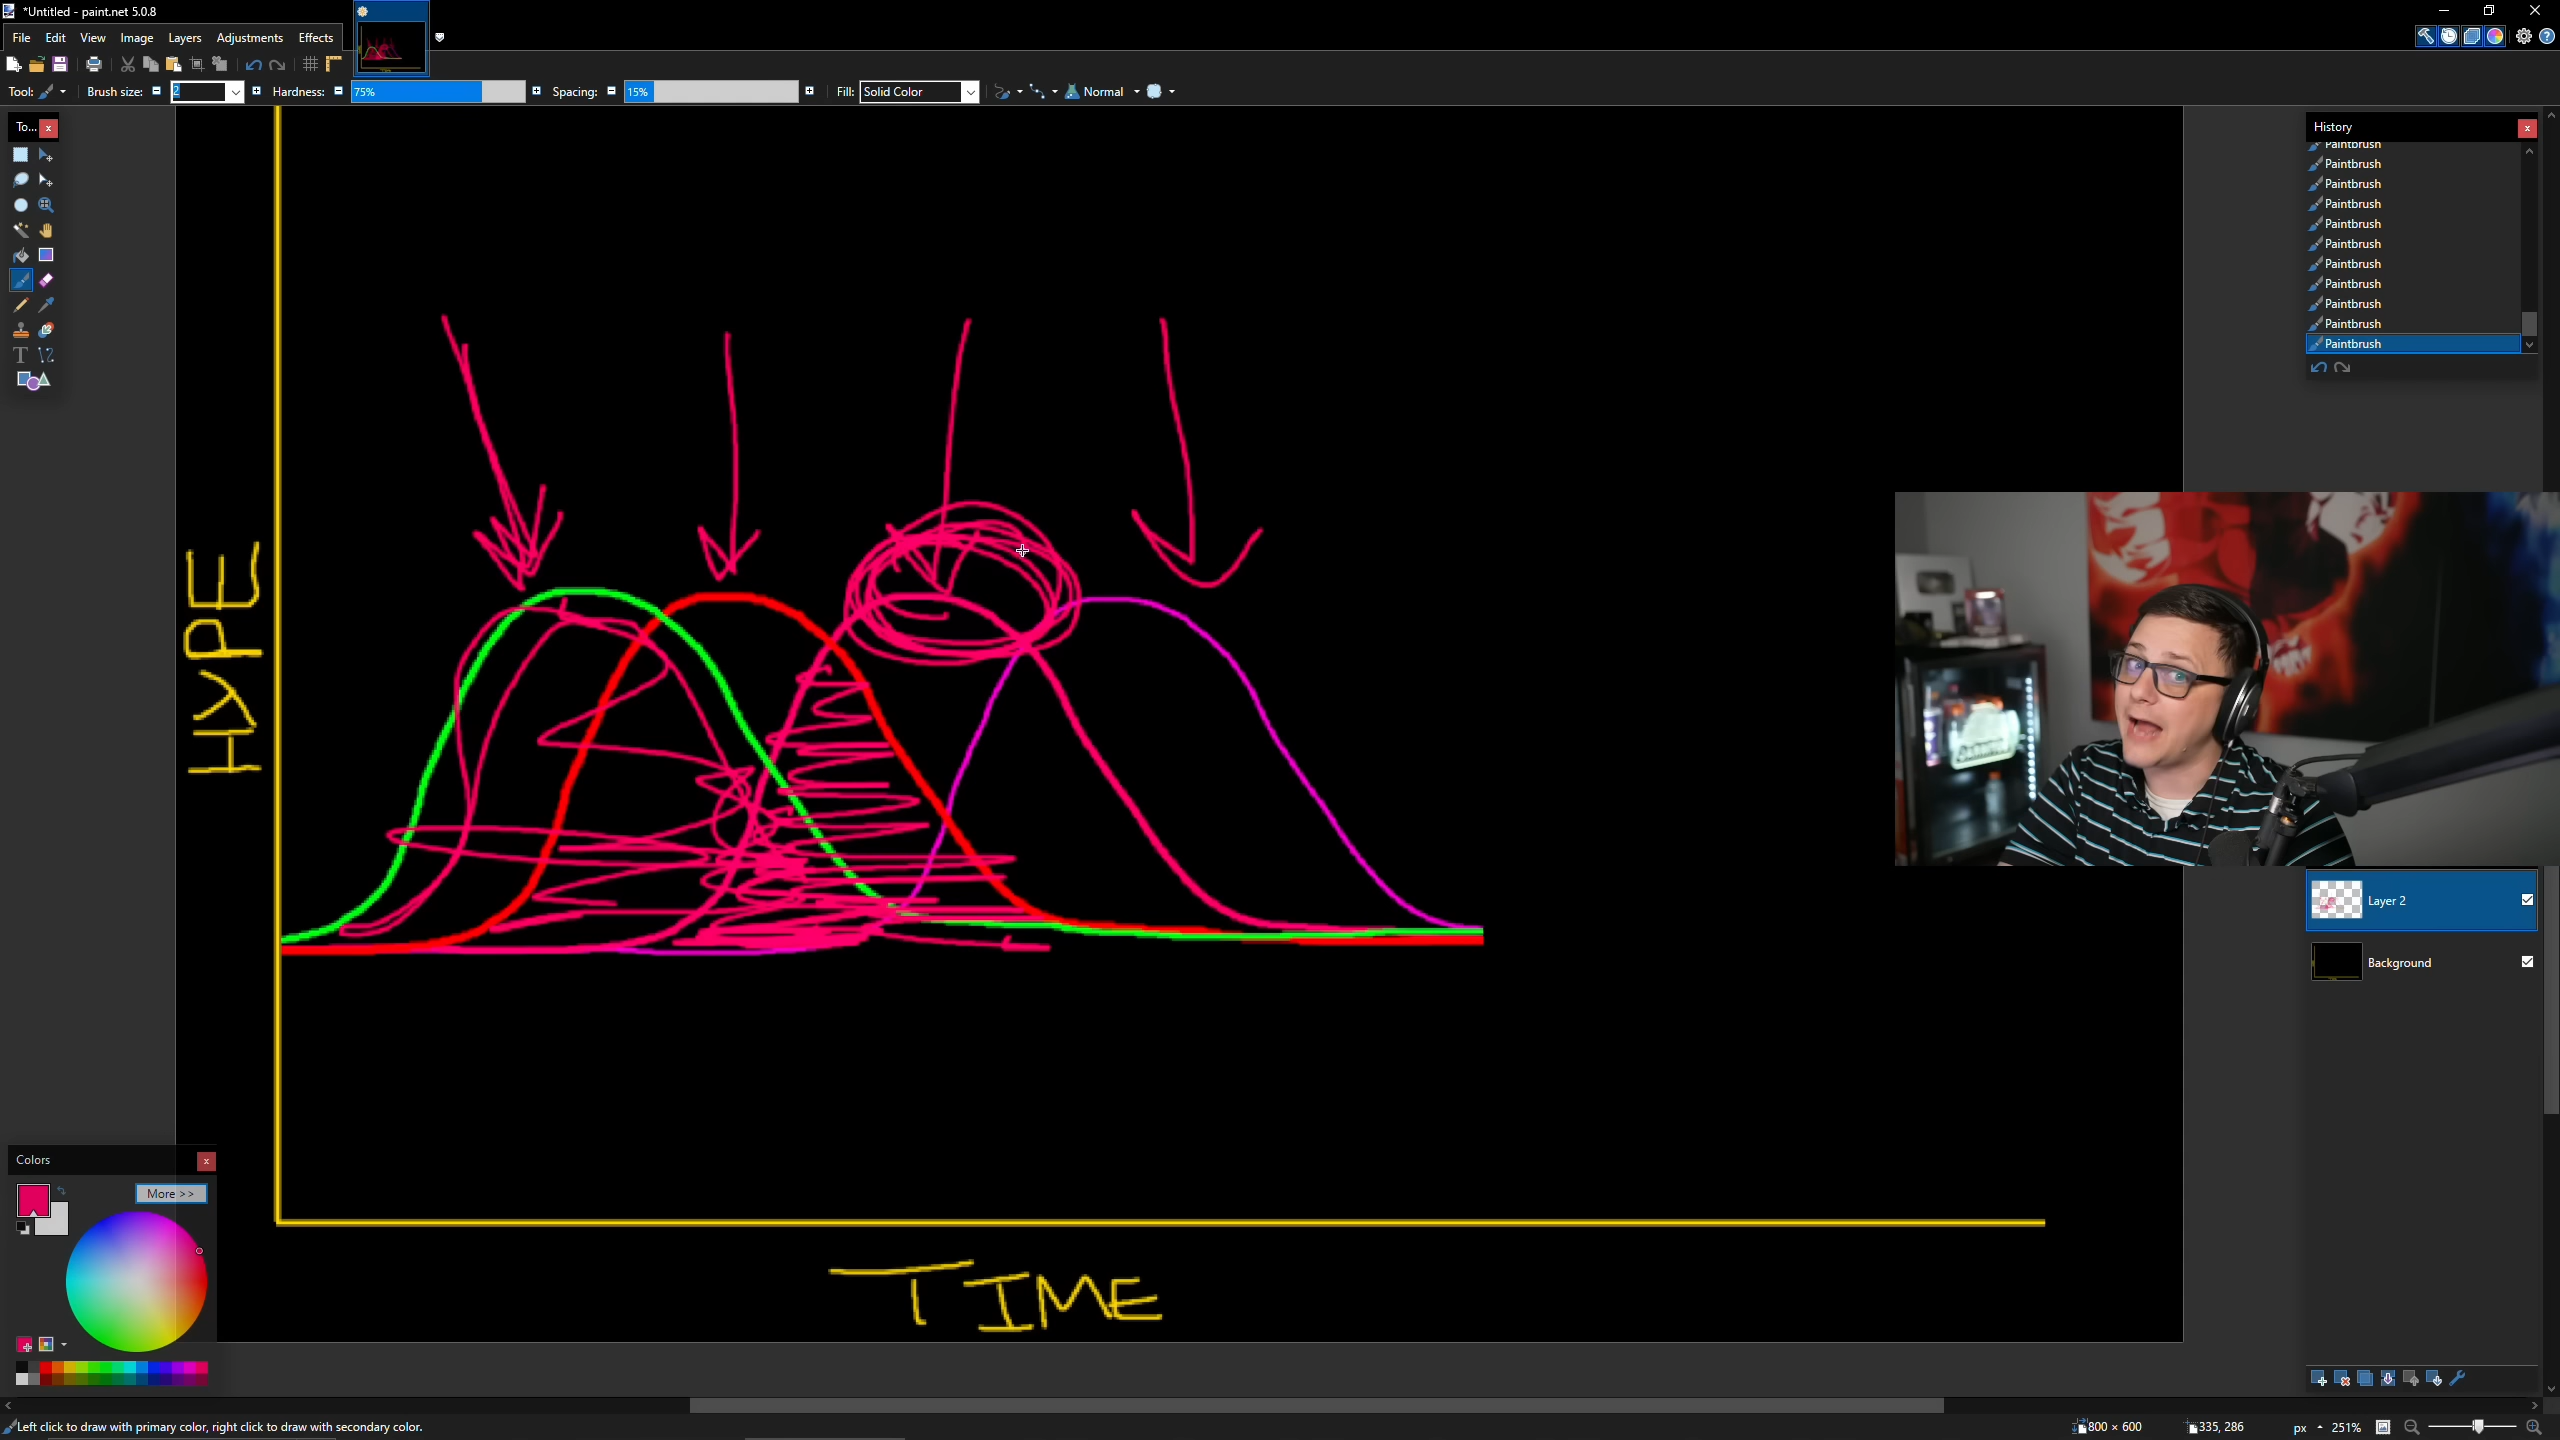 *Untitled - paint.net 5.0.8
File Edit View Image Layers Adjustments Effects
Tool: Brush size: 2 Hardness: 75% Spacing: 15% Fill: Solid Color Normal
To...
History
Paintbrush
Paintbrush
Paintbrush
Paintbrush
Paintbrush
Paintbrush
Paintbrush
Paintbrush
Paintbrush
Paintbrush
Paintbrush
HYPE
Layer 2
Background
Colors
More >>
TIME
Left click to draw with primary color, right click to draw with secondary color.
800 × 600
335, 286
px
251%